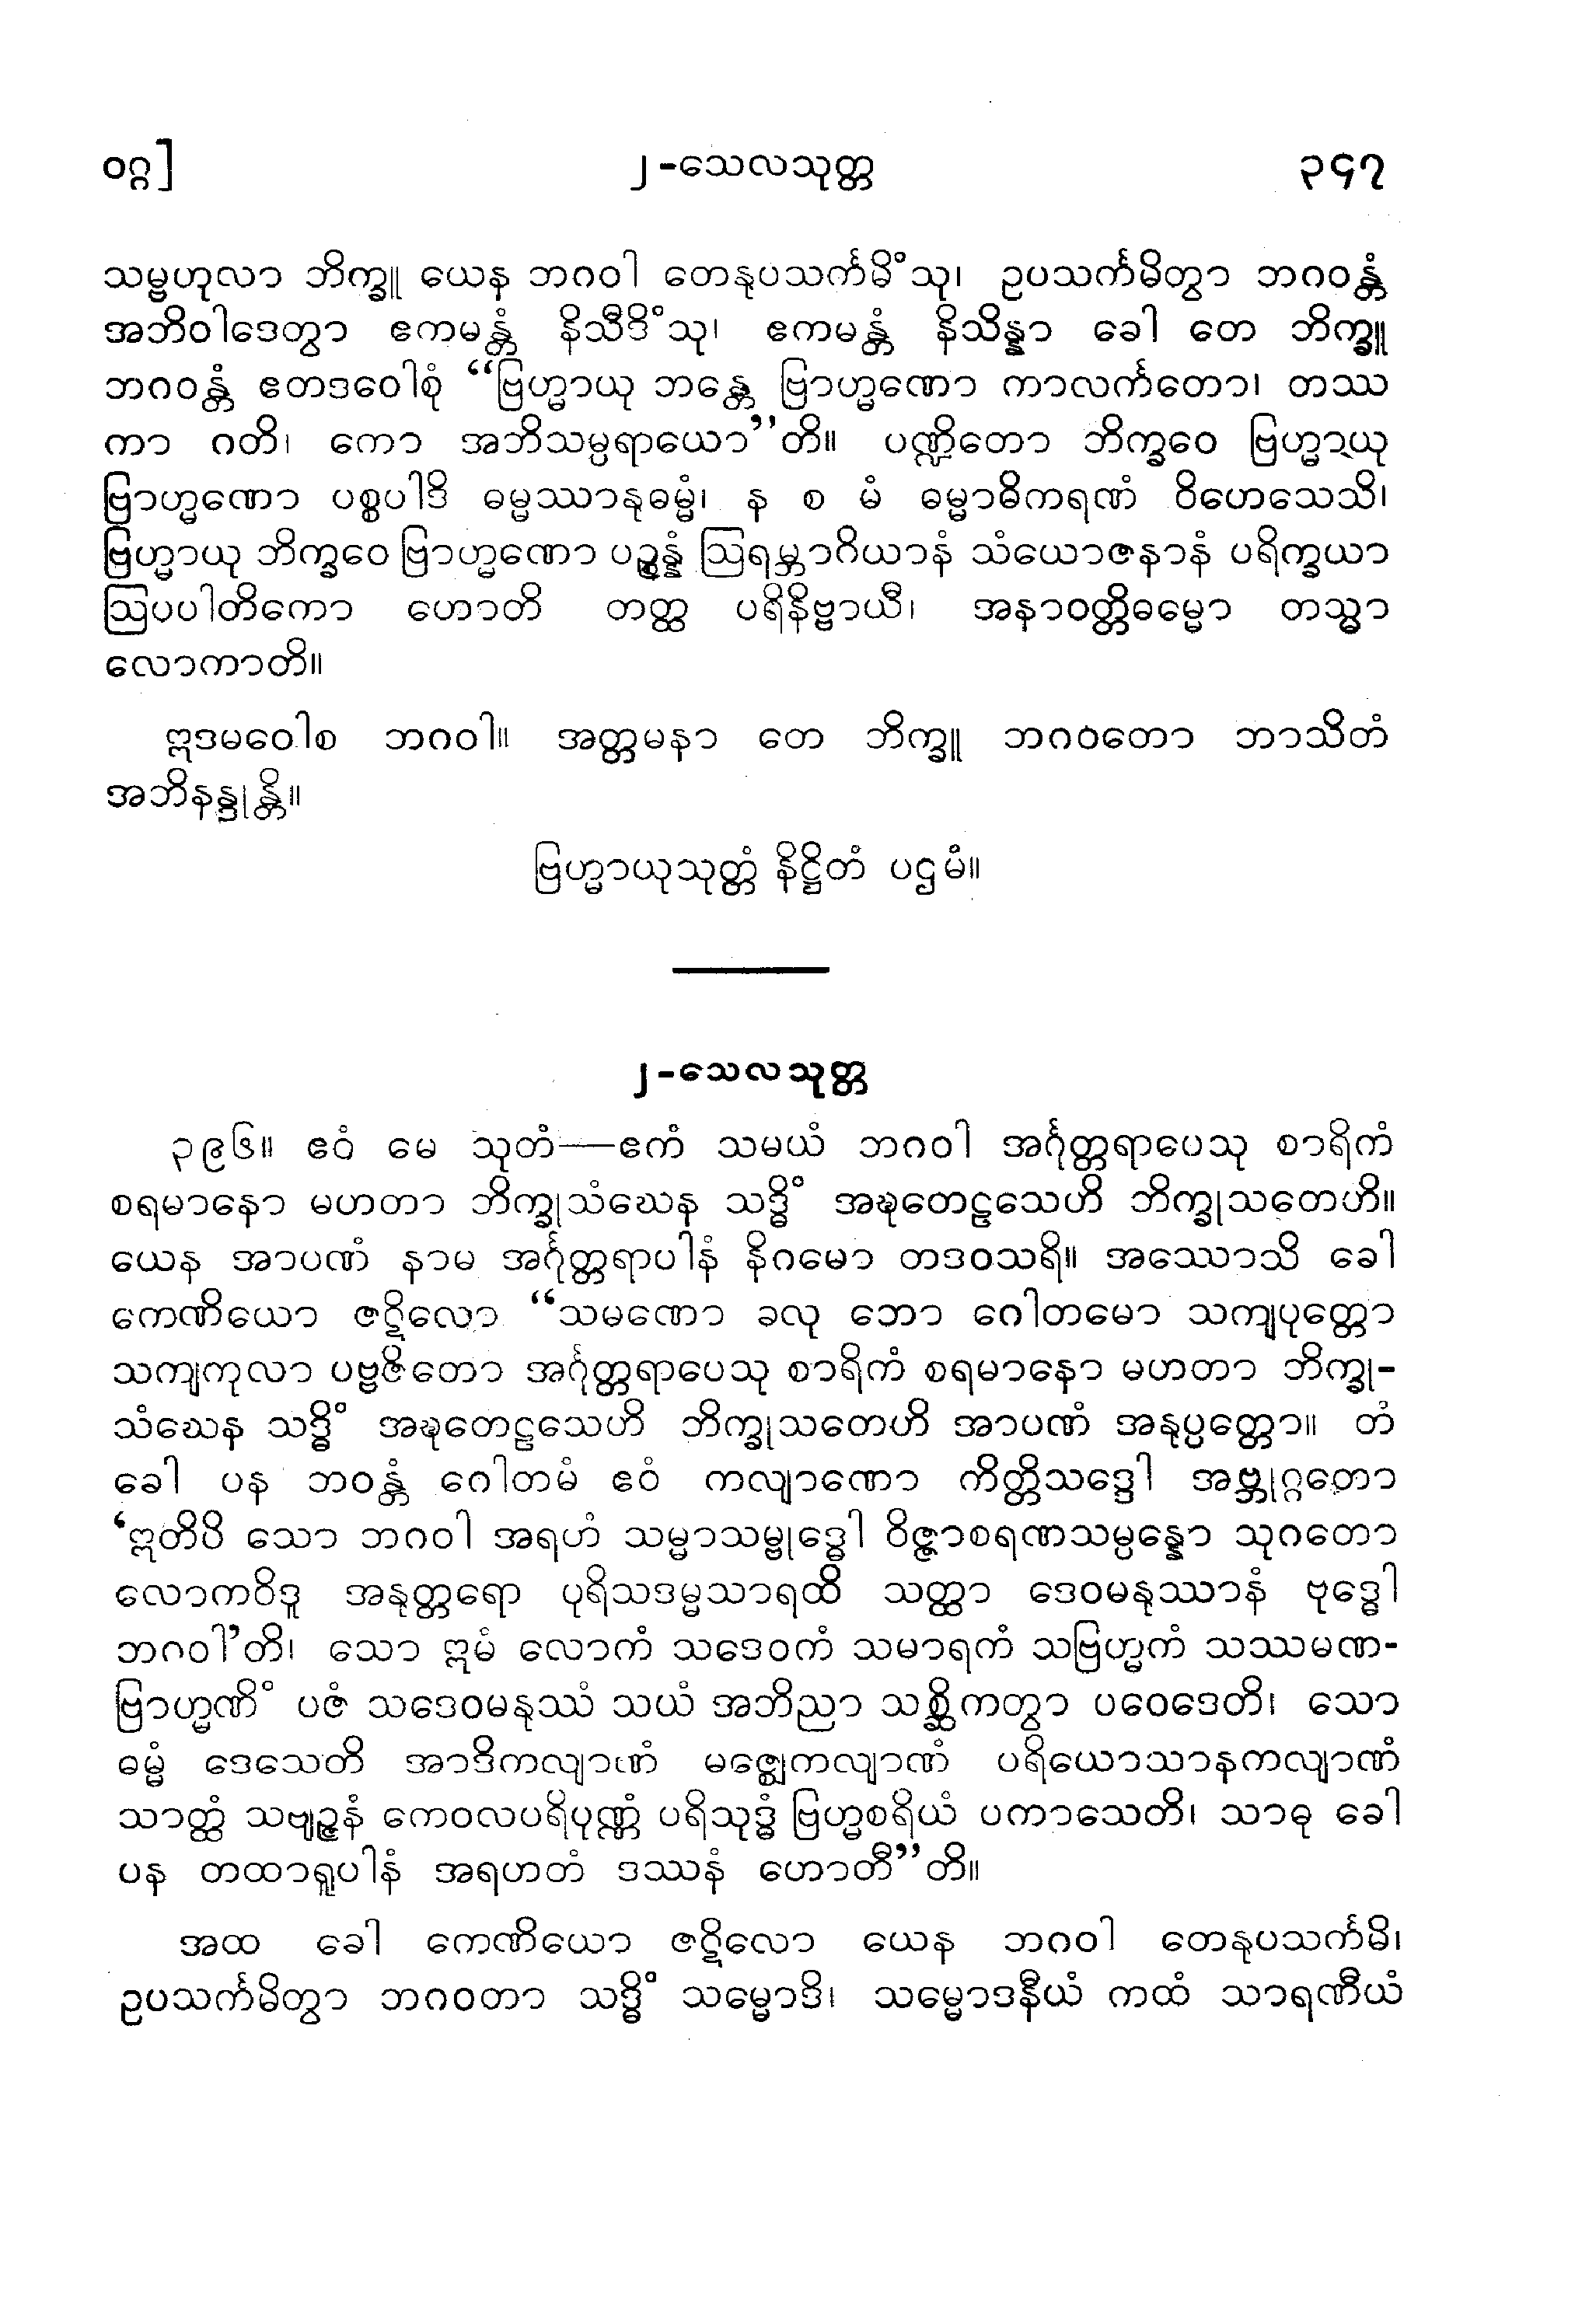 ဝဂ္ဂ]
၂-သေလသုတ္တ
၃၄၇
သမ္ဗဟုလာ ဘိက္ခူ ယေန ဘဂဝါ တေနုပသင်္ကမိံသု၊ ဥပသင်္ကမိတွာ ဘဂဝန္တံ
အဘိဝါဒေတွာ ဧကမန္တံ နိသီဒိံသု၊ ဧကမန္တံ နိသိန္နာ ခေါ တေ ဘိက္ခူ
ဘဂဝန္တံ ဧတဒဝေါစုံ “ဗြဟ္မာယု ဘန္တေ ဗြာဟ္မဏော ကာလင်္ကတော၊ တဿ
ကာ ဂတိ၊ ကော အဘိသမ္ပရာယော”တိ။ ပဏ္ဍိတော ဘိက္ခဝေ ဗြဟ္မာယု
ဗြာဟ္မဏော ပစ္စပါဒိ ဓမ္မဿာနုဓမ္မံ၊ န စ မံ ဓမ္မာဓိကရဏံ ဝိဟေသေသိ၊
ဗြဟ္မာယု ဘိက္ခဝေ ဗြာဟ္မဏော ပဉ္စန္နံ ဩရမ္ဘာဂိယာနံ သံယောဇနာနံ ပရိက္ခယာ
ဩပပါတိကော ဟောတိ တတ္ထ ပရိနိဗ္ဗာယီ၊ အနာဝတ္တိဓမ္မော တသ္မာ
လောကာတိ။
ဣဒမဝေါစ ဘဂဝါ။ အတ္တမနာ တေ ဘိက္ခူ ဘဂဝတော ဘာသိတံ
အဘိနန္ဒုန္တိ။
ဗြဟ္မာယုသုတ္တံ နိဋ္ဌိတံ ပဌမံ။
၂-သေလသုတ္တ
၃၉၆။ ဧဝံ မေ သုတံ—ဧကံ သမယံ ဘဂဝါ အင်္ဂုတ္တရာပေသု စာရိကံ
စရမာနော မဟတာ ဘိက္ခုသံဃေန သဒ္ဓိံ အဍ္ဎတေဠသေဟိ ဘိက္ခုသတေဟိ။
ယေန အာပဏံ နာမ အင်္ဂုတ္တရာပါနံ နိဂမော တဒဝသရိ။ အဿောသိ ခေါ
ကေဏိယော ဇဋိလော “သမဏော ခလု ဘော ဂေါတမော သကျပုတ္တော
သကျကုလာ ပဗ္ဗဇိတော အင်္ဂုတ္တရာပေသု စာရိကံ စရမာနော မဟတာ ဘိက္ခု-
သံဃေန သဒ္ဓိံ အဍ္ဎတေဠသေဟိ ဘိက္ခုသတေဟိ အာပဏံ အနုပ္ပတ္တော။ တံ
ခေါ ပန ဘဝန္တံ ဂေါတမံ ဧဝံ ကလျာဏော ကိတ္တိသဒ္ဒေါ အဗ္ဘုဂ္ဂတော
‘ဣတိပိ သော ဘဂဝါ အရဟံ သမ္မာသမ္ဗုဒ္ဓေါ ဝိဇ္ဇာစရဏသမ္ပန္နော သုဂတော
လောကဝိဒူ အနုတ္တရော ပုရိသဒမ္မသာရထိ သတ္ထာ ဒေဝမနုဿာနံ ဗုဒ္ဓေါ
ဘဂဝါ’တိ၊ သော ဣမံ လောကံ သဒေဝကံ သမာရကံ သဗြဟ္မကံ သဿမဏ-
ဗြာဟ္မဏိံ ပဇံ သဒေဝမနုဿံ သယံ အဘိညာ သစ္ဆိကတွာ ပဝေဒေတိ၊ သော
ဓမ္မံ ဒေသေတိ အာဒိကလျာဏံ မဇ္ဈေကလျာဏံ ပရိယောသာနကလျာဏံ
သာတ္ထံ သဗျဉ္ဇနံ ကေဝလပရိပုဏ္ဏံ ပရိသုဒ္ဓံ ဗြဟ္မစရိယံ ပကာသေတိ၊ သာဓု ခေါ
ပန တထာရူပါနံ အရဟတံ ဒဿနံ ဟောတီ”တိ။
အထ ခေါ ကေဏိယော ဇဋိလော ယေန ဘဂဝါ တေနုပသင်္ကမိ၊
ဥပသင်္ကမိတွာ ဘဂဝတာ သဒ္ဓိံ သမ္မောဒိ၊ သမ္မောဒနီယံ ကထံ သာရဏီယံ